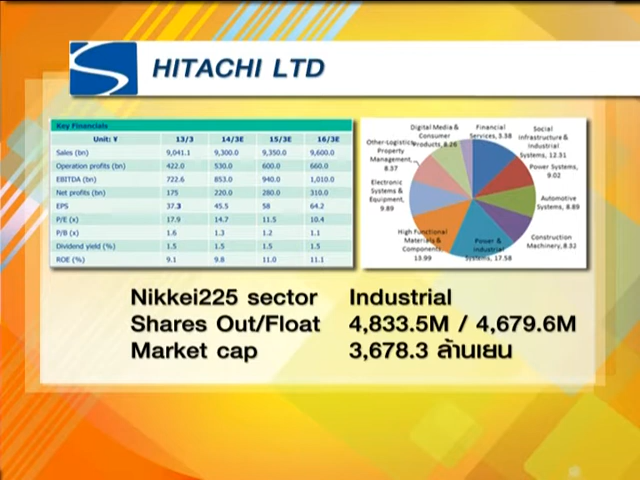 HITACHI LTD
Key Financials
Unit: ¥ 13/3 14/3E 15/3E 16/3E
Sales (bn) 9,041.1 9,300.0 9,350.0 9,600.0
Operation profits (bn) 422.0 530.0 600.0 660.0
EBITDA (bn) 722.6 853.0 940.0 1,010.0
Net profits (bn) 175 220.0 280.0 310.0
EPS 37.3 45.5 58 64.2
P/E (x) 17.9 14.7 11.5 10.4
P/B (x) 1.6 1.3 1.2 1.1
Dividend yield (%) 1.5 1.5 1.5 1.5
ROE (%) 9.1 9.8 11.0 11.1
Digital Media &
Consumer
Products, 8.26
Financial
Services, 3.38
Social
Infrastructure &
Industrial
Systems, 12.31
Power Systems,
9.02
Automotive
Systems, 8.89
Construction
Machinery, 8.32
Power &
Industrial
Systems, 17.58
High Functional
Materials &
Components,
13.99
Electronic
Systems &
Equipment,
9.89
Other-Logistics,
Property
Management,
8.37
Nikkei225 sector Industrial
Shares Out/Float 4,833.5M / 4,679.6M
Market cap 3,678.3 ล้านเยน